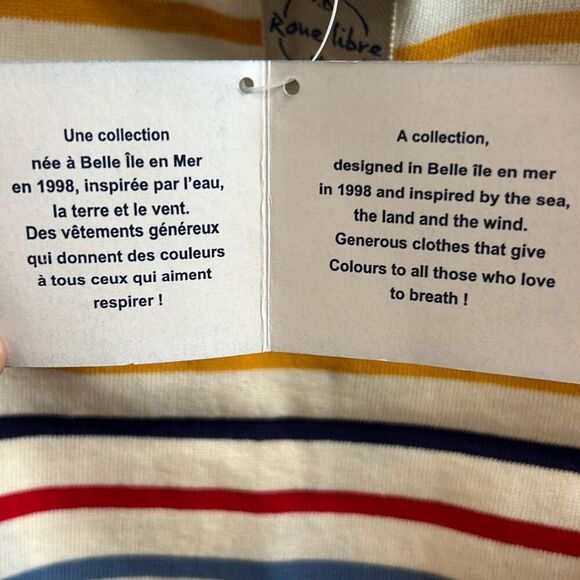 Roue libre
Une collection
née à Belle Île en Mer
en 1998, inspirée par l'eau,
la terre et le vent.
Des vêtements généreux
qui donnent des couleurs
à tous ceux qui aiment
respirer !
A collection,
designed in Belle île en mer
in 1998 and inspired by the sea,
the land and the wind.
Generous clothes that give
Colours to all those who love
to breath !